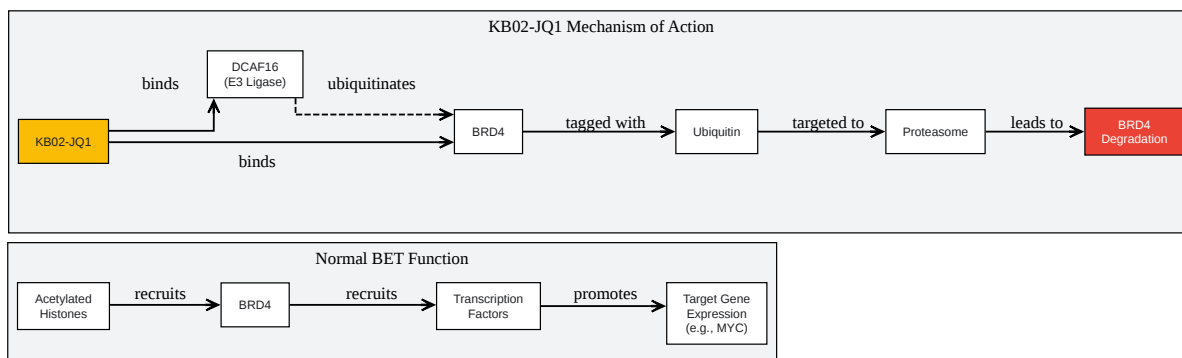 KB02-JQ1 Mechanism of Action
DCAF16
(E3 Ligase)
binds
ubiquitinates
KB02-JQ1
binds
BRD4
tagged with
Ubiquitin
targeted to
Proteasome
leads to
BRD4
Degradation
Normal BET Function
Acetylated
Histones
recruits
BRD4
recruits
Transcription
Factors
promotes
Target Gene
Expression
(e.g., MYC)